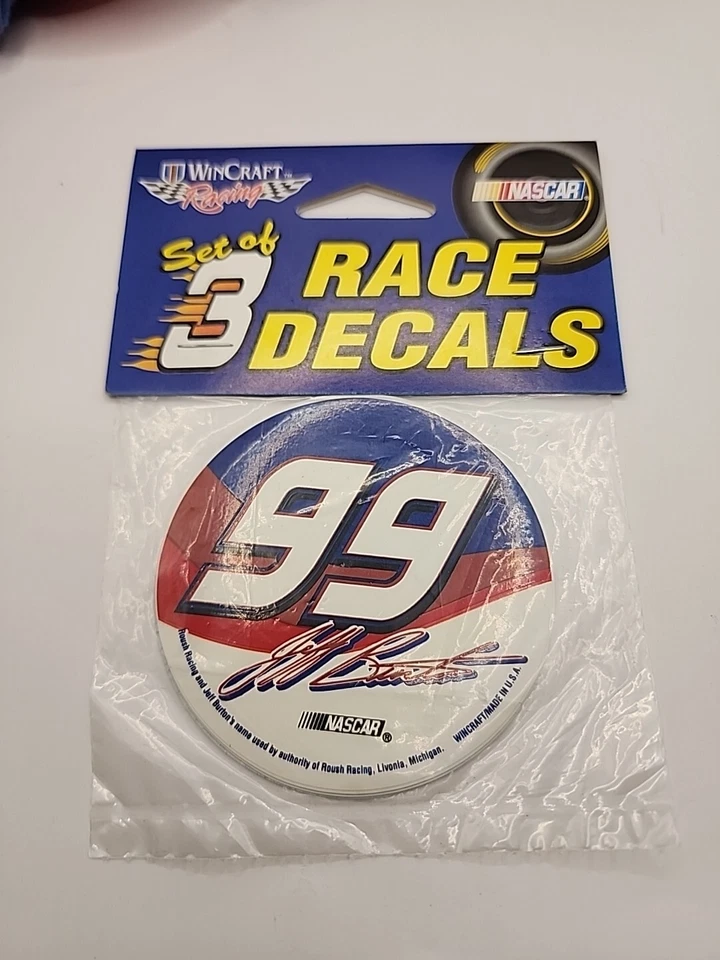 WINCRAFT™
Racing
NASCAR®
Set of
3
RACE
DECALS
99
Jeff Burton
NASCAR®
Roush Racing and Jeff Burton's name used by authority of Roush Racing, Livonia, Michigan.
WINCRAFT/MADE IN U.S.A.